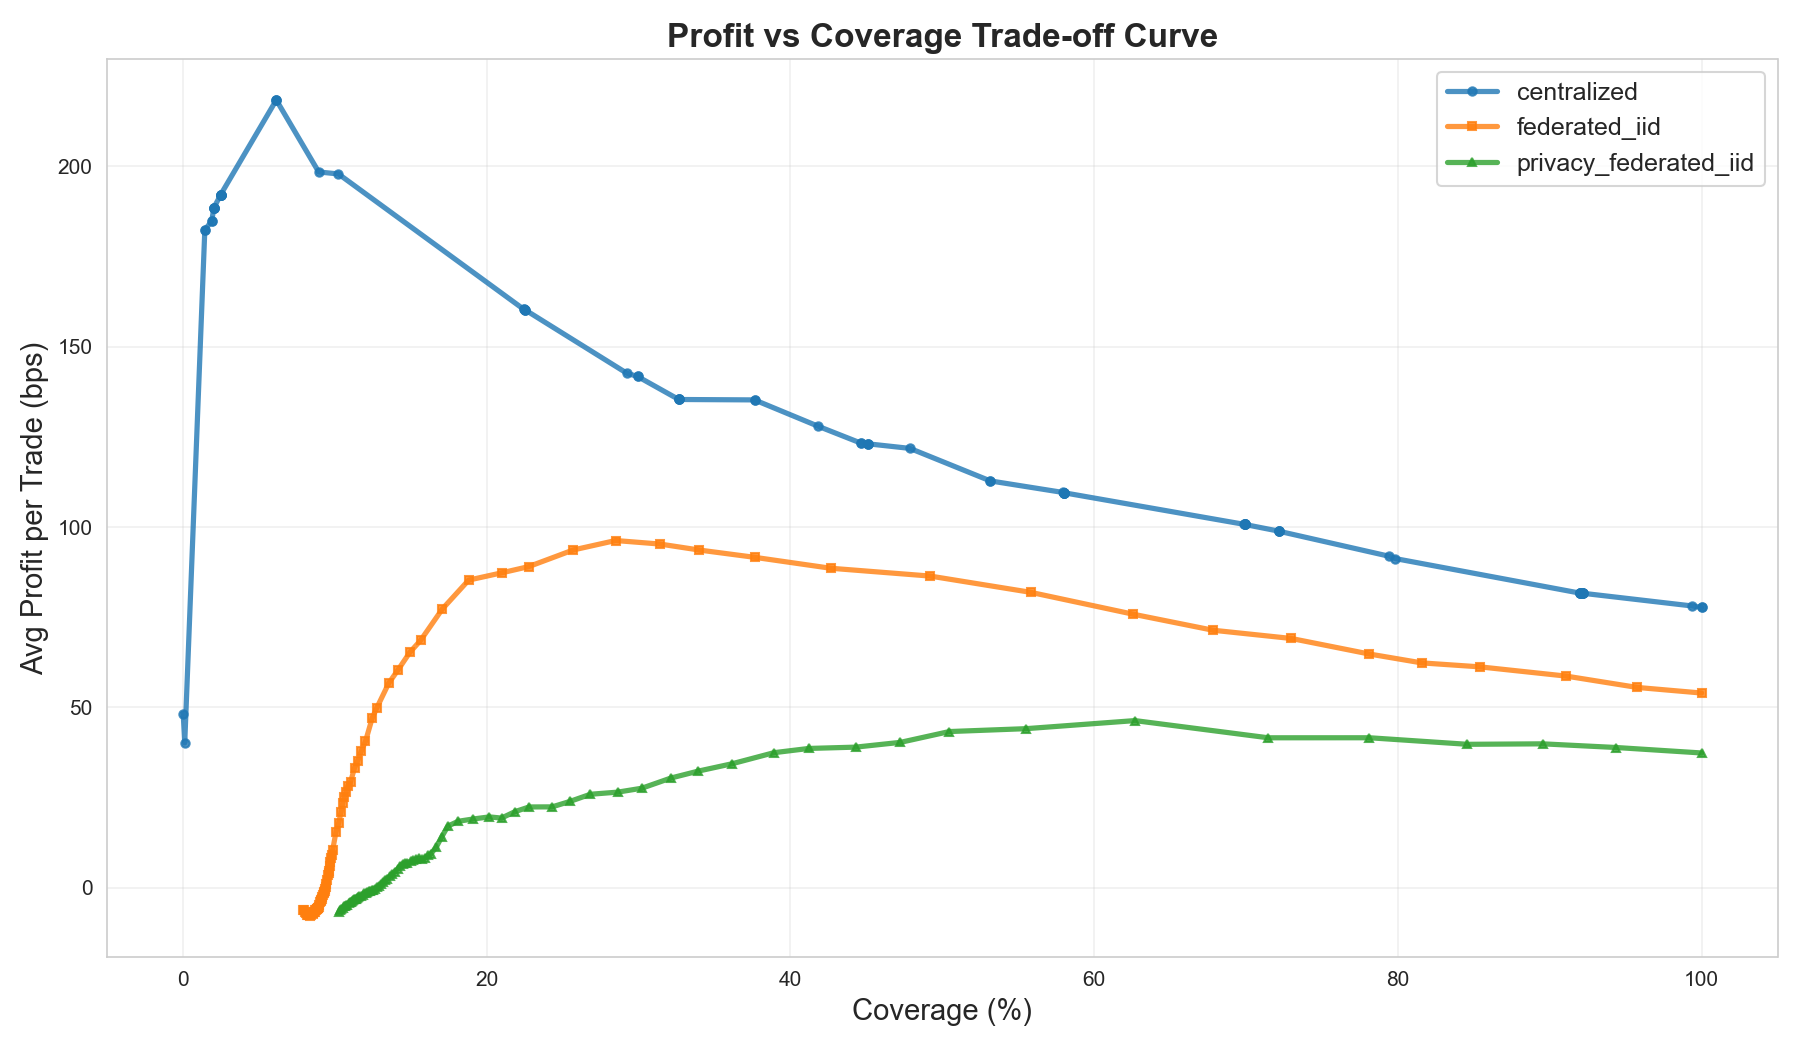 Profit vs Coverage Trade-off Curve
centralized
federated_iid
privacy_federated_iid
Avg Profit per Trade (bps)
200
150
100
50
0
0 20 40 60 80 100
Coverage (%)